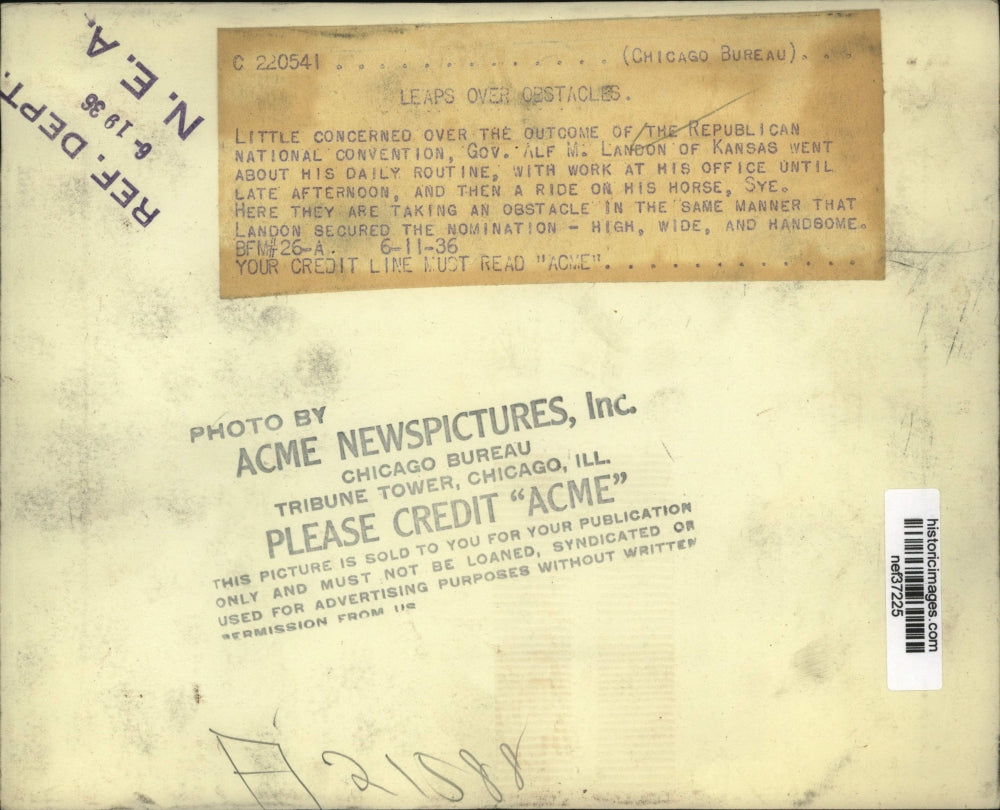 REF. DEPT.
6-19 36
N. E. A.
C 220541 . . . . . . . . . . . . . (CHICAGO BUREAU). . .
LEAPS OVER OBSTACLES.
LITTLE CONCERNED OVER THE OUTCOME OF THE REPUBLICAN
NATIONAL CONVENTION, GOV. ALF M. LANDON OF KANSAS WENT
ABOUT HIS DAILY ROUTINE, WITH WORK AT HIS OFFICE UNTIL
LATE AFTERNOON, AND THEN A RIDE ON HIS HORSE, SYE.
HERE THEY ARE TAKING AN OBSTACLE IN THE SAME MANNER THAT
LANDON SECURED THE NOMINATION - HIGH, WIDE, AND HANDSOME.
BFM#26-A. 6-11-36
YOUR CREDIT LINE MUST READ "ACME". . . . . . . . . . . . .
PHOTO BY
ACME NEWSPICTURES, Inc.
CHICAGO BUREAU
TRIBUNE TOWER, CHICAGO, ILL.
PLEASE CREDIT "ACME"
THIS PICTURE IS SOLD TO YOU FOR YOUR PUBLICATION
ONLY AND MUST NOT BE LOANED, SYNDICATED OR
USED FOR ADVERTISING PURPOSES WITHOUT WRITTEN
PERMISSION FROM US
historicimages.com
nef37225
A 21088